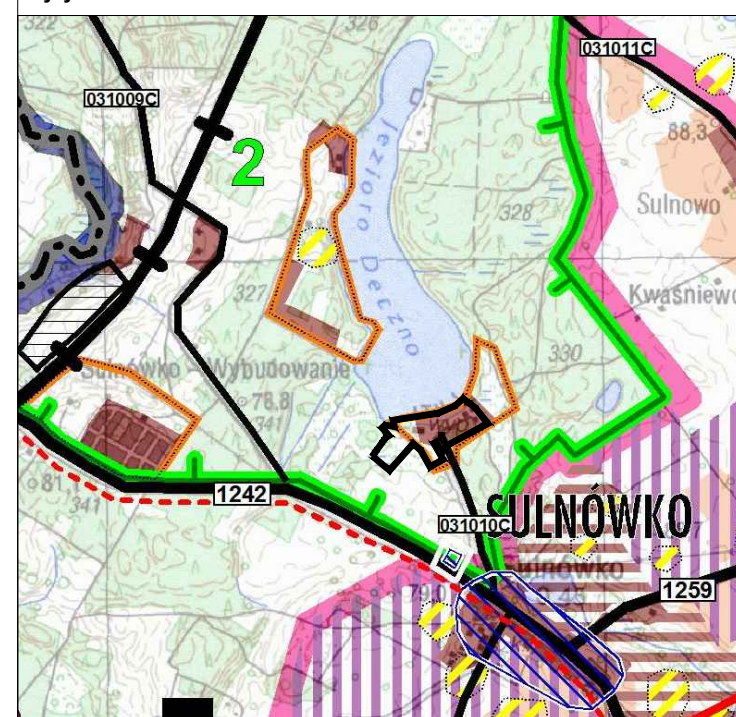 322
326
031011C
031009C
2
88,3
Jezioro Deczno
328
Sulnowo
327
Kwaśniewo
330
Sulnówko - Wybudowanie
78,8
341
81,
341
1242
SULNÓWKO
031010C
79,0
1259